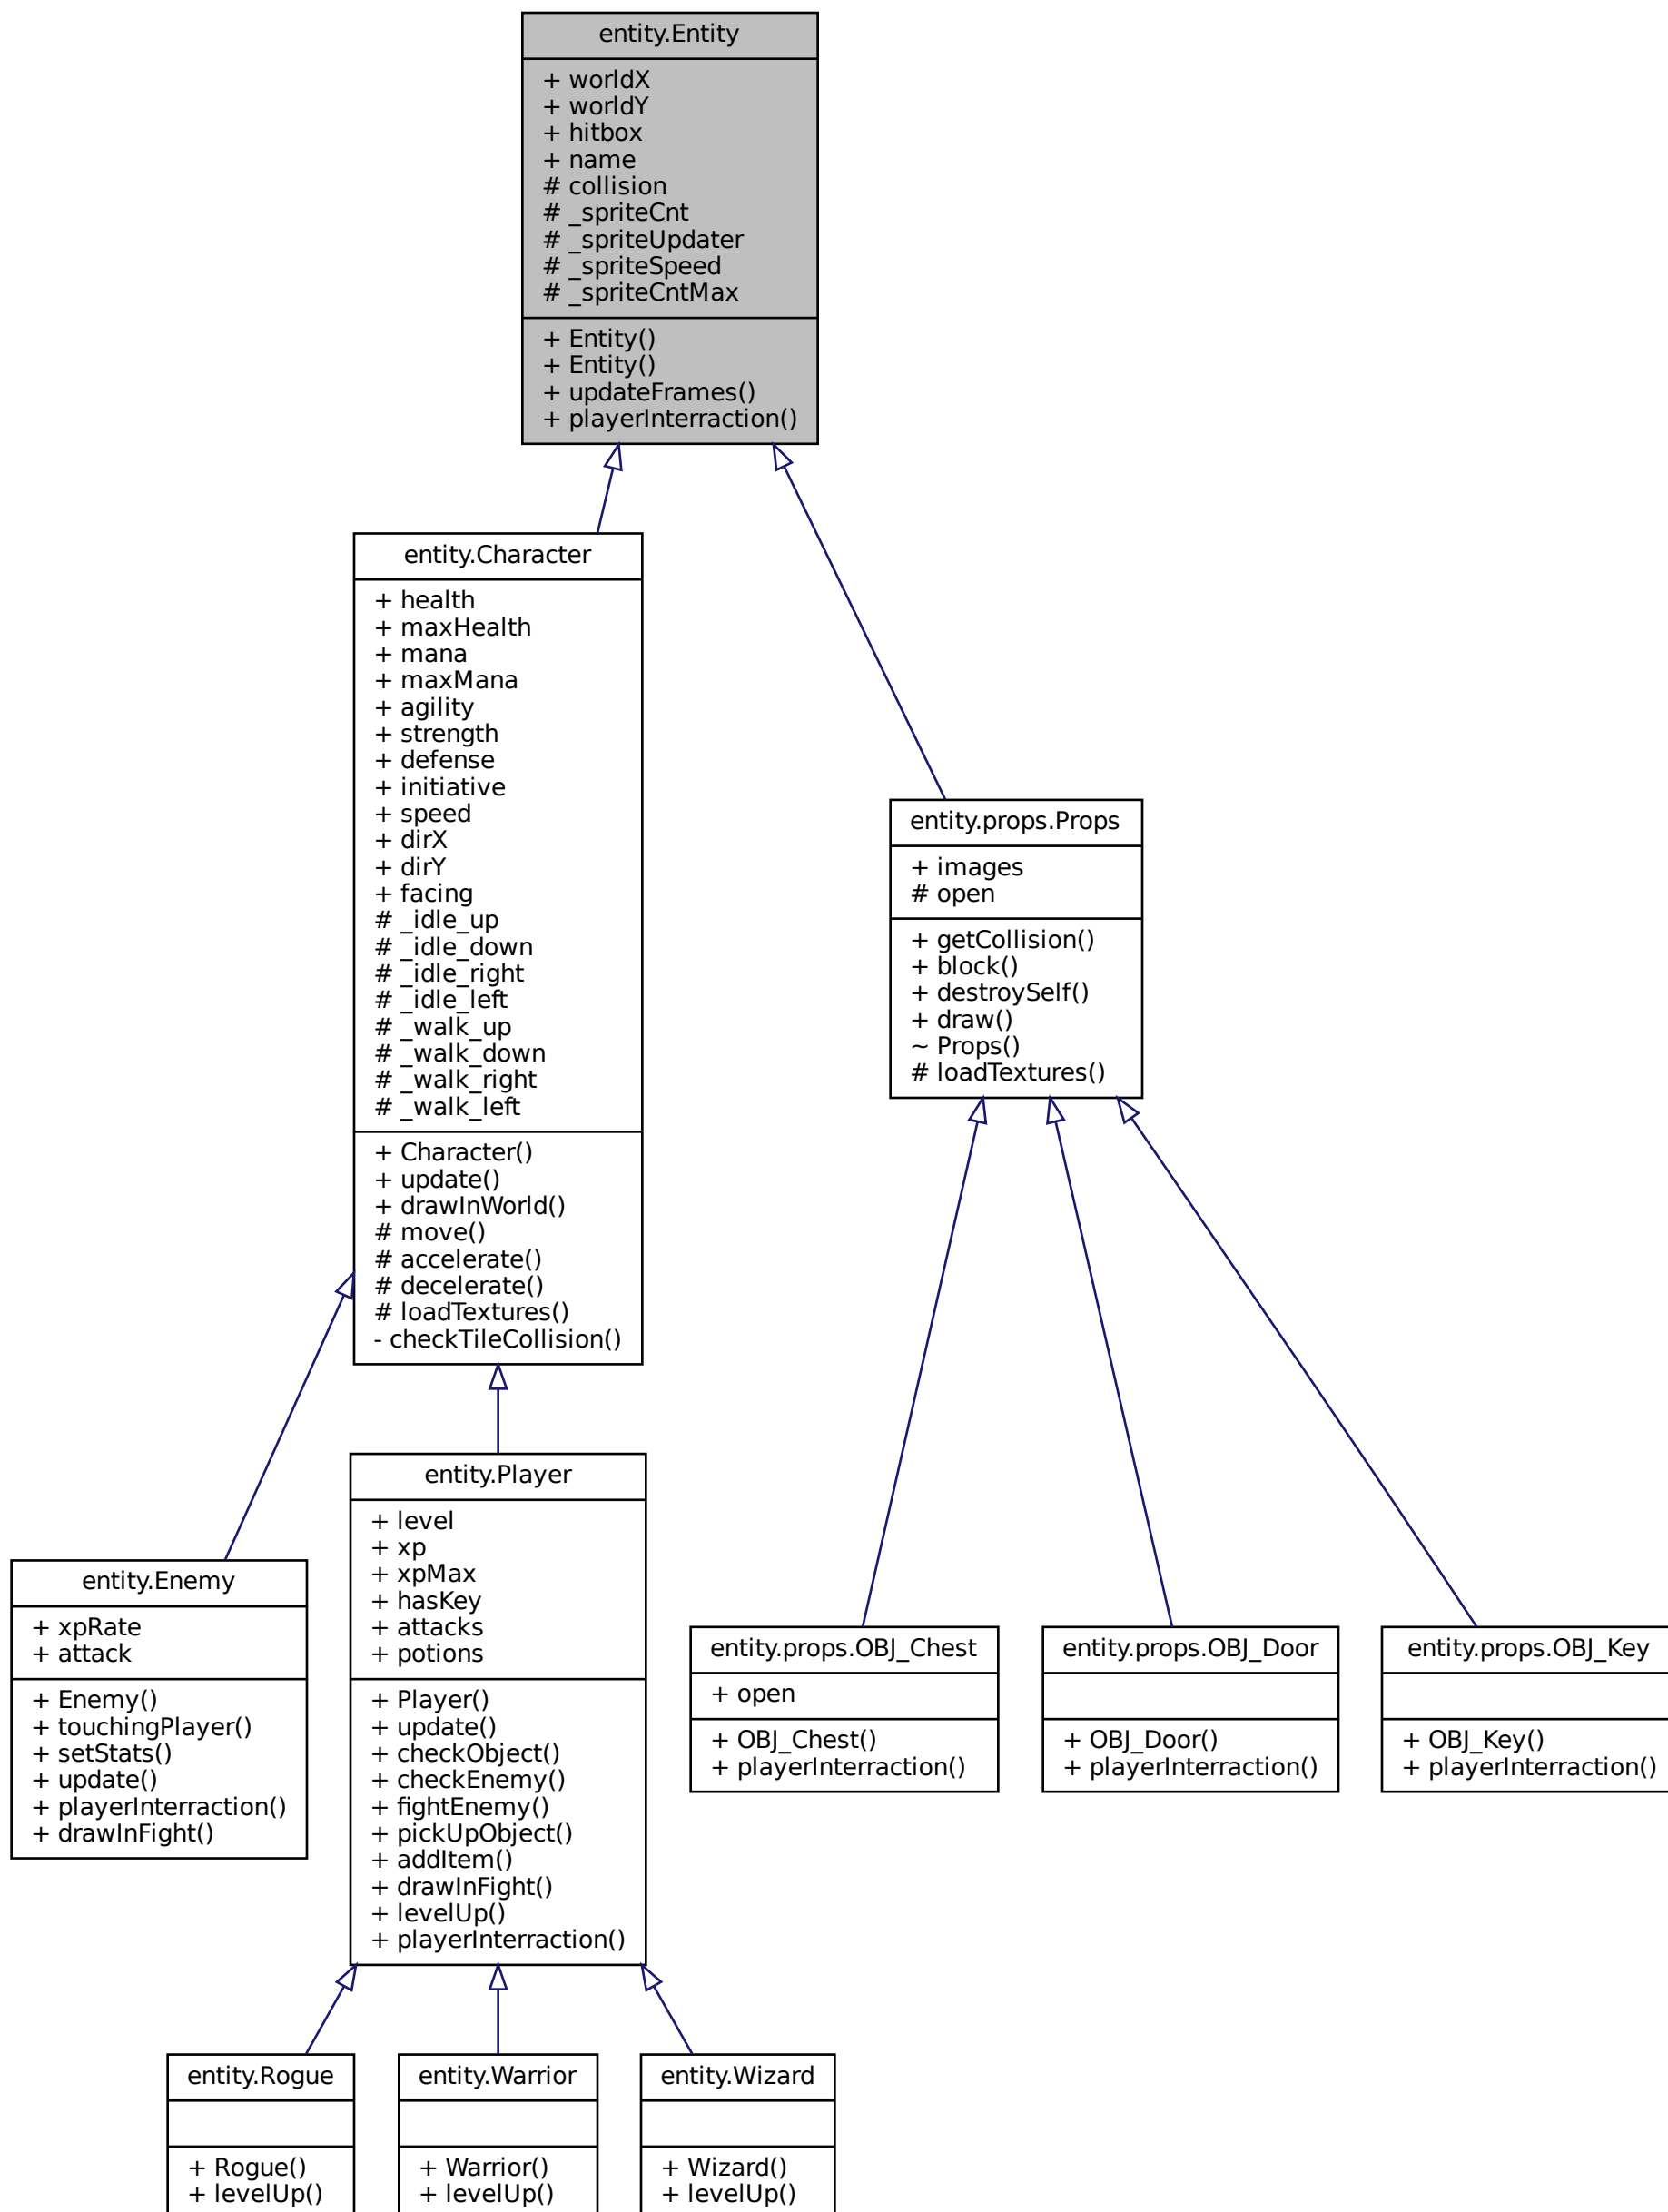 entity.Entity
+ worldX
+ worldY
+ hitbox
+ name
# collision
# _spriteCnt
# _spriteUpdater
# _spriteSpeed
# _spriteCntMax
+ Entity()
+ Entity()
+ updateFrames()
+ playerInterraction()
entity.Character
+ health
+ maxHealth
+ mana
+ maxMana
+ agility
+ strength
+ defense
+ initiative
+ speed
+ dirX
+ dirY
+ facing
# _idle_up
# _idle_down
# _idle_right
# _idle_left
# _walk_up
# _walk_down
# _walk_right
# _walk_left
+ Character()
+ update()
+ drawInWorld()
# move()
# accelerate()
# decelerate()
# loadTextures()
- checkTileCollision()
entity.props.Props
+ images
# open
+ getCollision()
+ block()
+ destroySelf()
+ draw()
~ Props()
# loadTextures()
entity.Enemy
+ xpRate
+ attack
+ Enemy()
+ touchingPlayer()
+ setStats()
+ update()
+ playerInterraction()
+ drawInFight()
entity.Player
+ level
+ xp
+ xpMax
+ hasKey
+ attacks
+ potions
+ Player()
+ update()
+ checkObject()
+ checkEnemy()
+ fightEnemy()
+ pickUpObject()
+ addItem()
+ drawInFight()
+ levelUp()
+ playerInterraction()
entity.props.OBJ_Chest
+ open
+ OBJ_Chest()
+ playerInterraction()
entity.props.OBJ_Door
+ OBJ_Door()
+ playerInterraction()
entity.props.OBJ_Key
+ OBJ_Key()
+ playerInterraction()
entity.Rogue
+ Rogue()
+ levelUp()
entity.Warrior
+ Warrior()
+ levelUp()
entity.Wizard
+ Wizard()
+ levelUp()